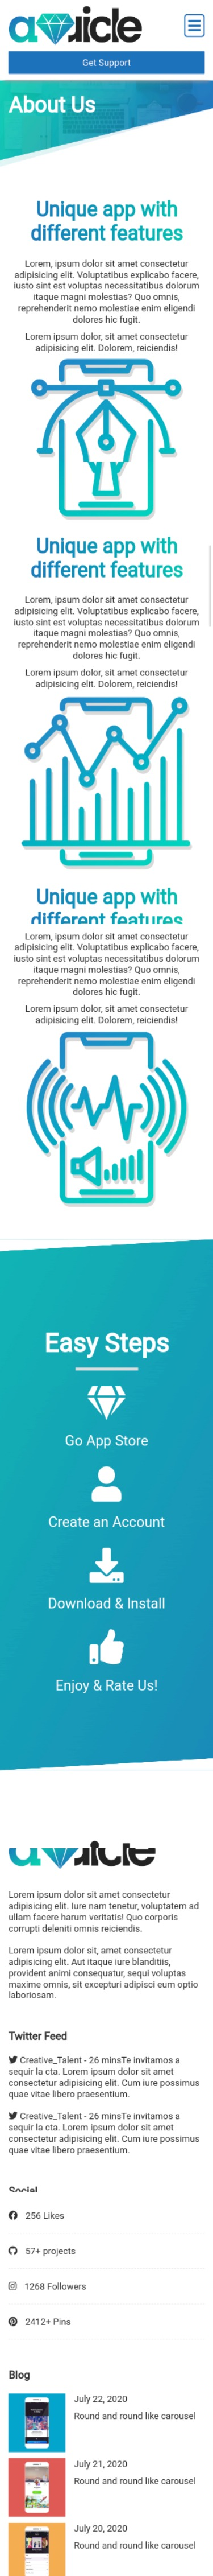 Get Support
About Us
Unique app with
different features
Lorem, ipsum dolor sit amet consectetur
adipisicing elit. Voluptatibus explicabo facere,
iusto sint est voluptas necessitatibus dolorum
itaque magni molestias? Quo omnis,
reprehenderit nemo molestiae enim eligendi
dolores hic fugit.
Lorem ipsum dolor, sit amet consectetur
adipisicing elit. Dolorem, reiciendis!
Unique app with
different features
Lorem, ipsum dolor sit amet consectetur
adipisicing elit. Voluptatibus explicabo facere,
iusto sint est voluptas necessitatibus dolorum
itaque magni molestias? Quo omnis,
reprehenderit nemo molestiae enim eligendi
dolores hic fugit.
Lorem ipsum dolor, sit amet consectetur
adipisicing elit. Dolorem, reiciendis!
Unique app with
different features
Lorem, ipsum dolor sit amet consectetur
adipisicing elit. Voluptatibus explicabo facere,
iusto sint est voluptas necessitatibus dolorum
itaque magni molestias? Quo omnis,
reprehenderit nemo molestiae enim eligendi
dolores hic fugit.
Lorem ipsum dolor, sit amet consectetur
adipisicing elit. Dolorem, reiciendis!
Easy Steps
Go App Store
Create an Account
Download & Install
Enjoy & Rate Us!
Lorem ipsum dolor sit amet consectetur
adipisicing elit. Iure nam tenetur, voluptatem ad
ullam facere harum veritatis! Quo corporis
corrupti deleniti omnis reiciendis.
Lorem ipsum dolor sit, amet consectetur
adipisicing elit. Aut itaque iure blanditiis,
provident animi consequatur, sequi voluptas
maxime omnis, sit excepturi adipisci eum optio
laboriosam.
Twitter Feed
Creative_Talent - 26 minsTe invitamos a
sequir la cta. Lorem ipsum dolor sit amet
consectetur adipisicing elit. Cum iure possimus
quae vitae libero praesentium.
Creative_Talent - 26 minsTe invitamos a
sequir la cta. Lorem ipsum dolor sit amet
consectetur adipisicing elit. Cum iure possimus
quae vitae libero praesentium.
Social
256 Likes
57+ projects
1268 Followers
2412+ Pins
Blog
July 22, 2020
Round and round like carousel
July 21, 2020
Round and round like carousel
July 20, 2020
Round and round like carousel